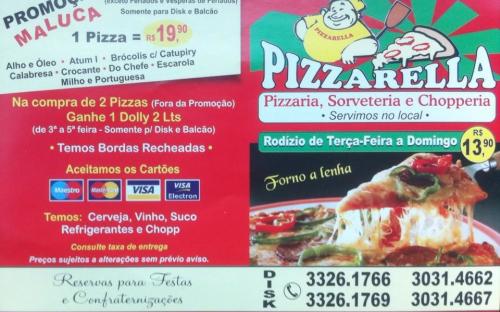 PROMOÇ
MALUCA
(exceto Feriados e Vésperas de Feriados)
Somente para Disk e Balcão
1 Pizza = R$ 19,90
Alho e Óleo • Atum I • Brócolis c/ Catupiry
Calabresa • Crocante • Do Chefe • Escarola
Milho e Portuguesa
Na compra de 2 Pizzas (Fora da Promoção)
Ganhe 1 Dolly 2 Lts
(de 3ª a 5ª feira - Somente p/ Disk e Balcão)
• Temos Bordas Recheadas •
Aceitamos os Cartões
Maestro MasterCard VISA VISA Electron
Temos: Cerveja, Vinho, Suco
Refrigerantes e Chopp
Consulte taxa de entrega
Preços sujeitos a alterações sem prévio aviso.
Reservas para Festas
e Confraternizações
PIZZARELLA
PIZZARELLA
Pizzaria, Sorveteria e Chopperia
• Servimos no local •
Rodízio de Terça-Feira a Domingo R$ 13,90
Forno a lenha
DISK
3326.1766 3031.4662
3326.1769 3031.4667